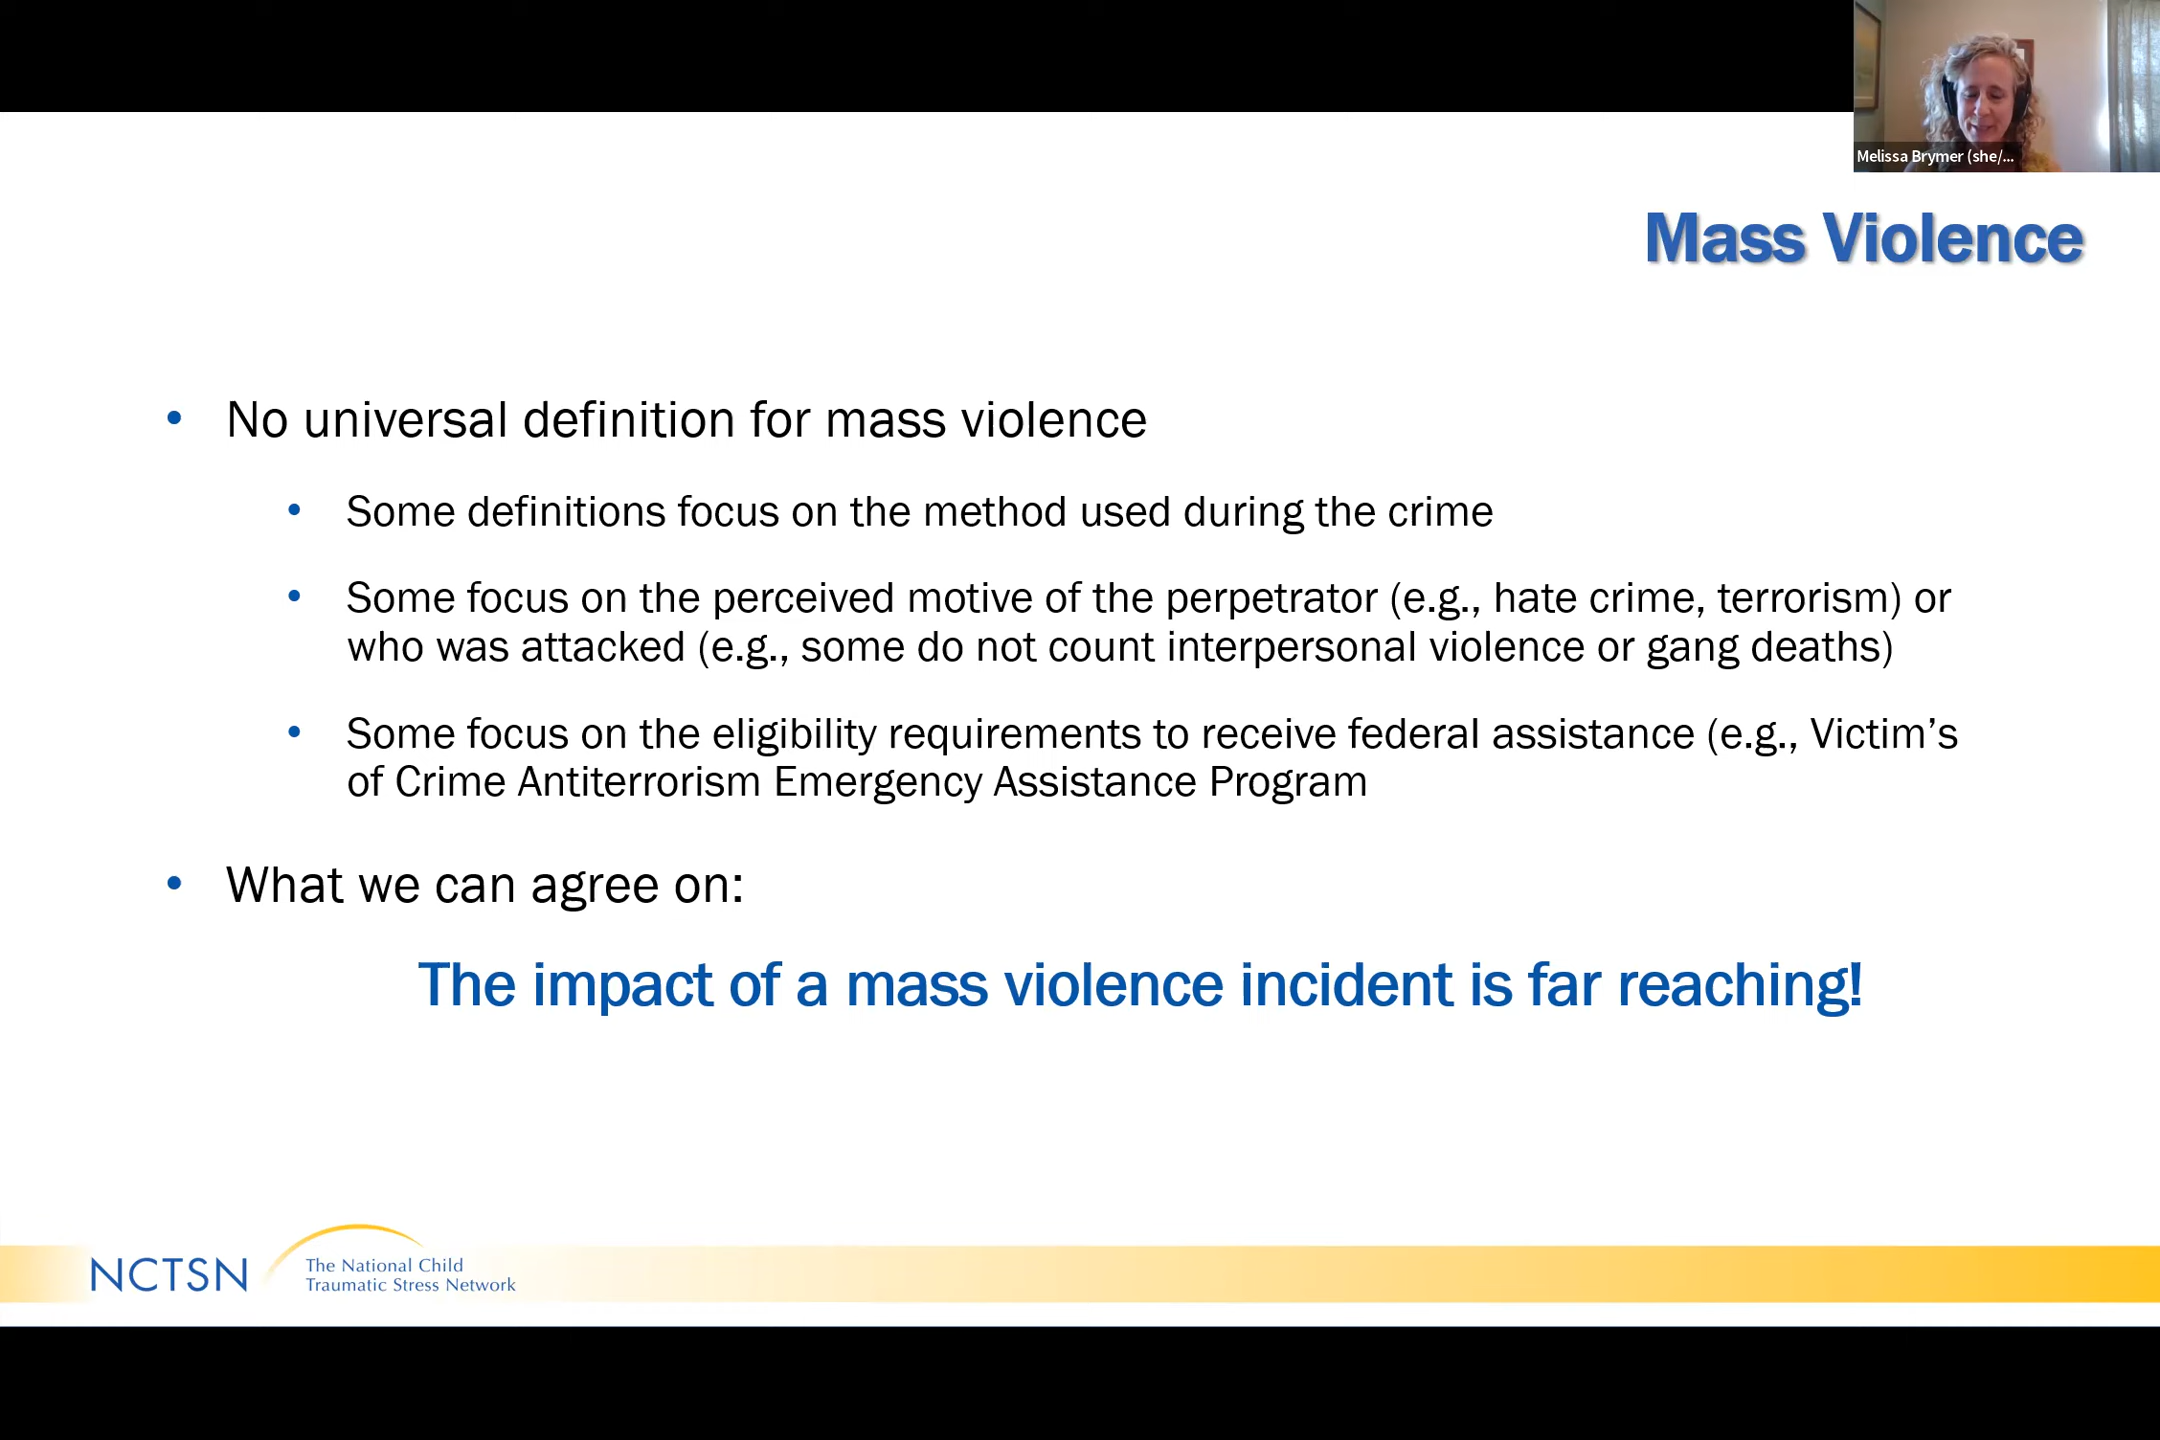 Melissa Brymer (she/...
Mass Violence
• No universal definition for mass violence
• Some definitions focus on the method used during the crime
• Some focus on the perceived motive of the perpetrator (e.g., hate crime, terrorism) or
who was attacked (e.g., some do not count interpersonal violence or gang deaths)
• Some focus on the eligibility requirements to receive federal assistance (e.g., Victim’s
of Crime Antiterrorism Emergency Assistance Program
• What we can agree on:
The impact of a mass violence incident is far reaching!
NCTSN
The National Child
Traumatic Stress Network